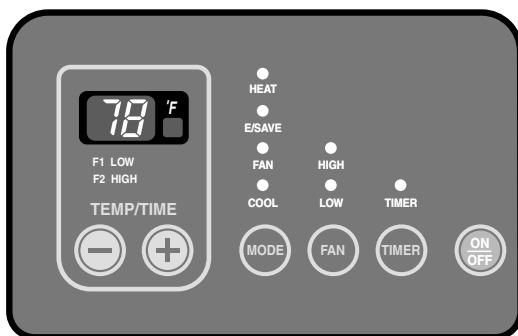 78 °F
F1 LOW
F2 HIGH
TEMP/TIME
− +
HEAT
E/SAVE
FAN HIGH
COOL LOW TIMER
MODE FAN TIMER ON
OFF